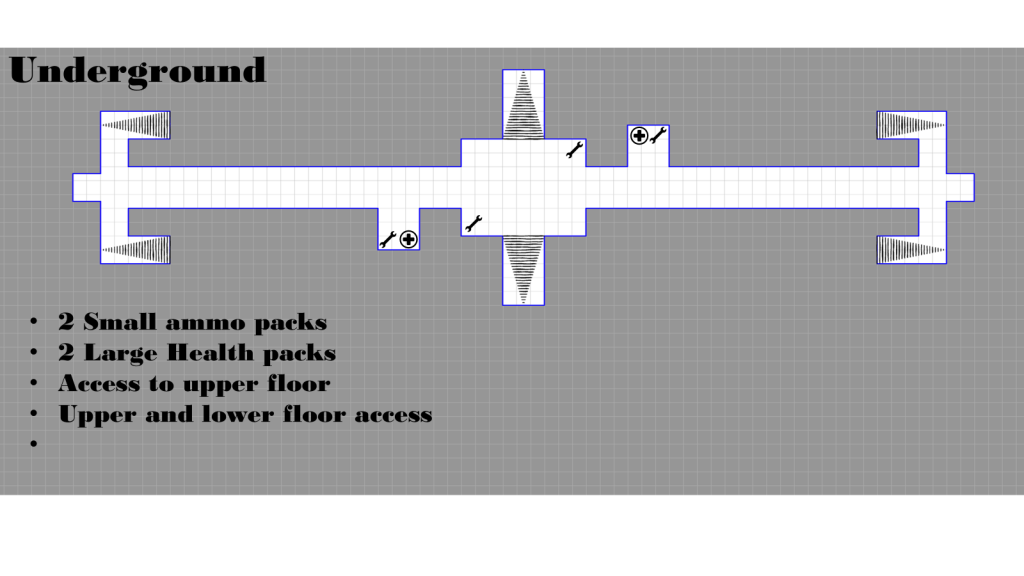 Underground
• 2 Small ammo packs
• 2 Large Health packs
• Access to upper floor
• Upper and lower floor access
•